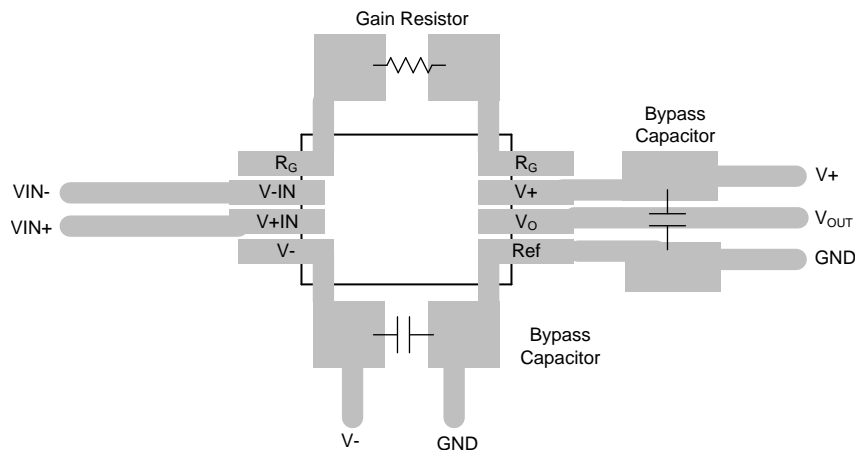 Gain Resistor
Bypass
Capacitor
RG
RG
V+
VIN-
V-IN
V+
VIN+
V+IN
VO
VOUT
V-
Ref
GND
Bypass
Capacitor
V-
GND